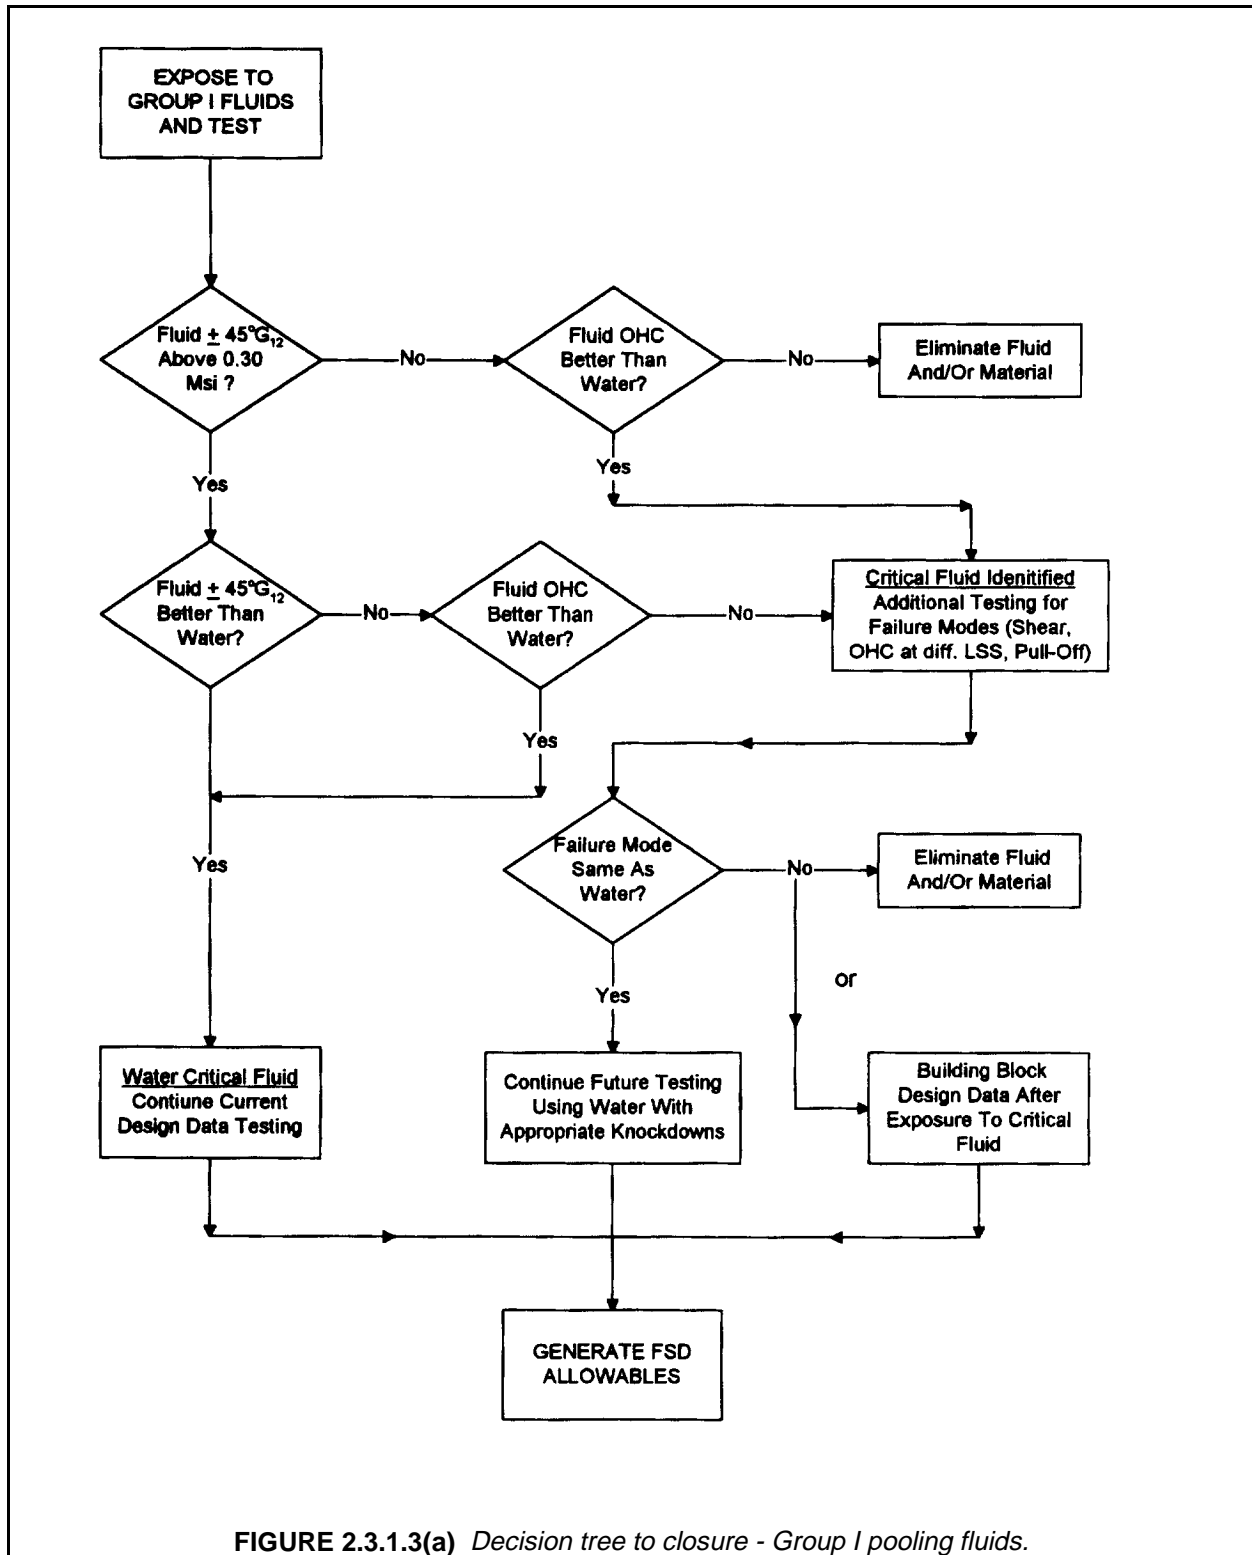 EXPOSE TO
GROUP I FLUIDS
AND TEST
Fluid ± 45°G12
Above 0.30
Msi ?
No
Fluid OHC
Better Than
Water?
No
Eliminate Fluid
And/Or Material
Yes
Yes
Fluid ± 45°G12
Better Than
Water?
No
Fluid OHC
Better Than
Water?
No
Critical Fluid Idenitified
Additional Testing for
Failure Modes (Shear,
OHC at diff. LSS, Pull-Off)
Yes
Yes
Failure Mode
Same As
Water?
No
Eliminate Fluid
And/Or Material
or
Yes
Water Critical Fluid
Contiune Current
Design Data Testing
Continue Future Testing
Using Water With
Appropriate Knockdowns
Building Block
Design Data After
Exposure To Critical
Fluid
GENERATE FSD
ALLOWABLES
FIGURE 2.3.1.3(a) Decision tree to closure - Group I pooling fluids.